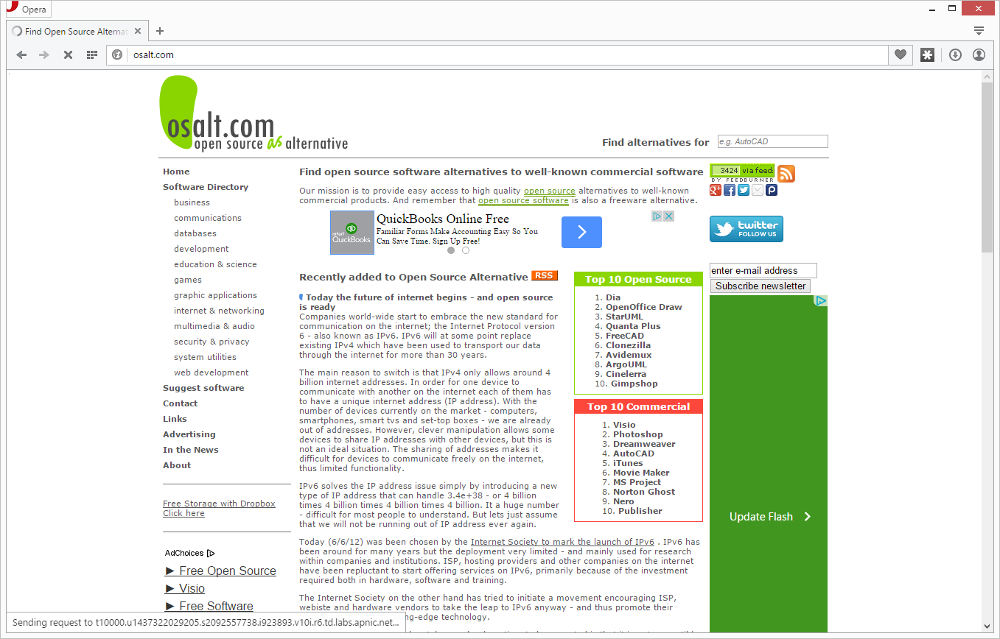 Opera
Find Open Source Alternat
osalt.com
osalt.com
open source as alternative
Find alternatives for
e.g. AutoCAD
Home
Software Directory
business
communications
databases
development
education & science
games
graphic applications
internet & networking
multimedia & audio
security & privacy
system utilities
web development
Suggest software
Contact
Links
Advertising
In the News
About
Free Storage with Dropbox
Click here
AdChoices
► Free Open Source
► Visio
► Free Software
Find open source software alternatives to well-known commercial software
Our mission is to provide easy access to high quality open source alternatives to well-known
commercial products. And remember that open source software is also a freeware alternative.
qb
intuit
QuickBooks.
QuickBooks Online Free
Familiar Forms Make Accounting Easy So You
Can Save Time. Sign Up Free!
Recently added to Open Source Alternative RSS
Today the future of internet begins - and open source
is ready
Companies world-wide start to embrace the new standard for
communication on the internet; the Internet Protocol version
6 - also known as IPv6. IPv6 will at some point replace
existing IPv4 which have been used to transport our data
through the internet for more than 30 years.
The main reason to switch is that IPv4 only allows around 4
billion internet addresses. In order for one device to
communicate with another on the internet each of them has
to have a unique internet address (IP address). With the
number of devices currently on the market - computers,
smartphones, smart tvs and set-top boxes - we are already
out of addresses. However, clever manipulation allows some
devices to share IP addresses with other devices, but this is
not an ideal situation. The sharing of addresses makes it
difficult for devices to communicate freely on the internet,
thus limited functionality.
IPv6 solves the IP address issue simply by introducing a new
type of IP address that can handle 3.4e+38 - or 4 billion
times 4 billion times 4 billion times 4 billion. It a huge number
- difficult for most people to understand. But lets just assume
that we will not be running out of IP address ever again.
Today (6/6/12) was been chosen by the Internet Society to mark the launch of IPv6 . IPv6 has
been around for many years but the deployment very limited - and mainly used for research
within companies and institutions. ISP, hosting providers and other companies on the internet
have been repluctant to start offering services on IPv6, primarily because of the investment
required both in hardware, software and training.
The Internet Society on the other hand has tried to initiate a movement encouraging ISP,
webiste and hardware vendors to take the leap to IPv6 anyway - and thus promote their
ng-edge technology.
Top 10 Open Source
1. Dia
2. OpenOffice Draw
3. StarUML
4. Quanta Plus
5. FreeCAD
6. Clonezilla
7. Avidemux
8. ArgoUML
9. Cinelerra
10. Gimpshop
Top 10 Commercial
1. Visio
2. Photoshop
3. Dreamweaver
4. AutoCAD
5. iTunes
6. Movie Maker
7. MS Project
8. Norton Ghost
9. Nero
10. Publisher
3424 via feed:
BY FEEDBURNER
twitter
FOLLOW US
enter e-mail address
Subscribe newsletter
Update Flash
Sending request to t10000.u1437322029205.s2092557738.i923893.v10i.r6.td.labs.apnic.net...